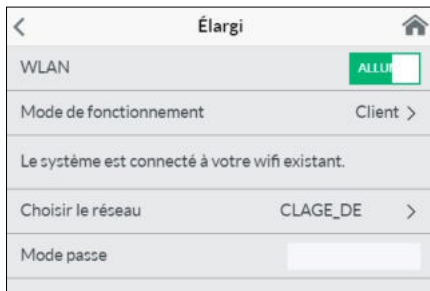 Élargi
WLAN
Mode de fonctionnement Client >
Le système est connecté à votre wifi existant.
Choisir le réseau CLAGE_DE >
Mode passe